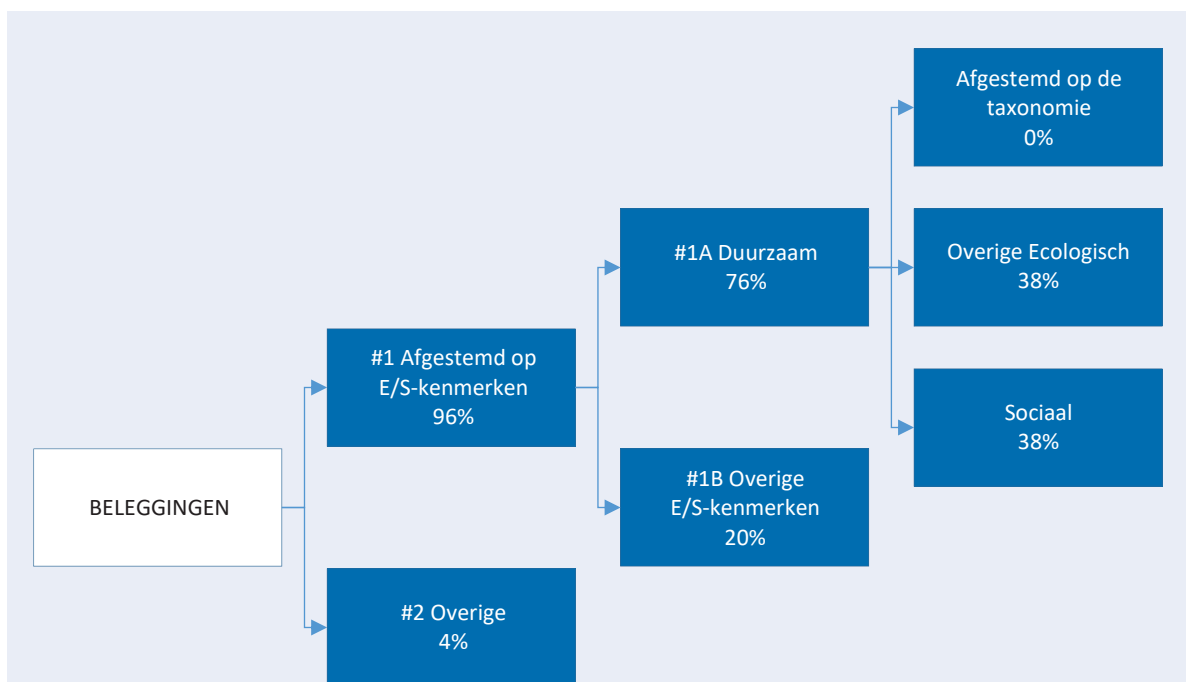 BELEGGINGEN
#1 Afgestemd op
E/S-kenmerken
96%
#2 Overige
4%
#1A Duurzaam
76%
#1B Overige
E/S-kenmerken
20%
Afgestemd op de
taxonomie
0%
Overige Ecologisch
38%
Sociaal
38%